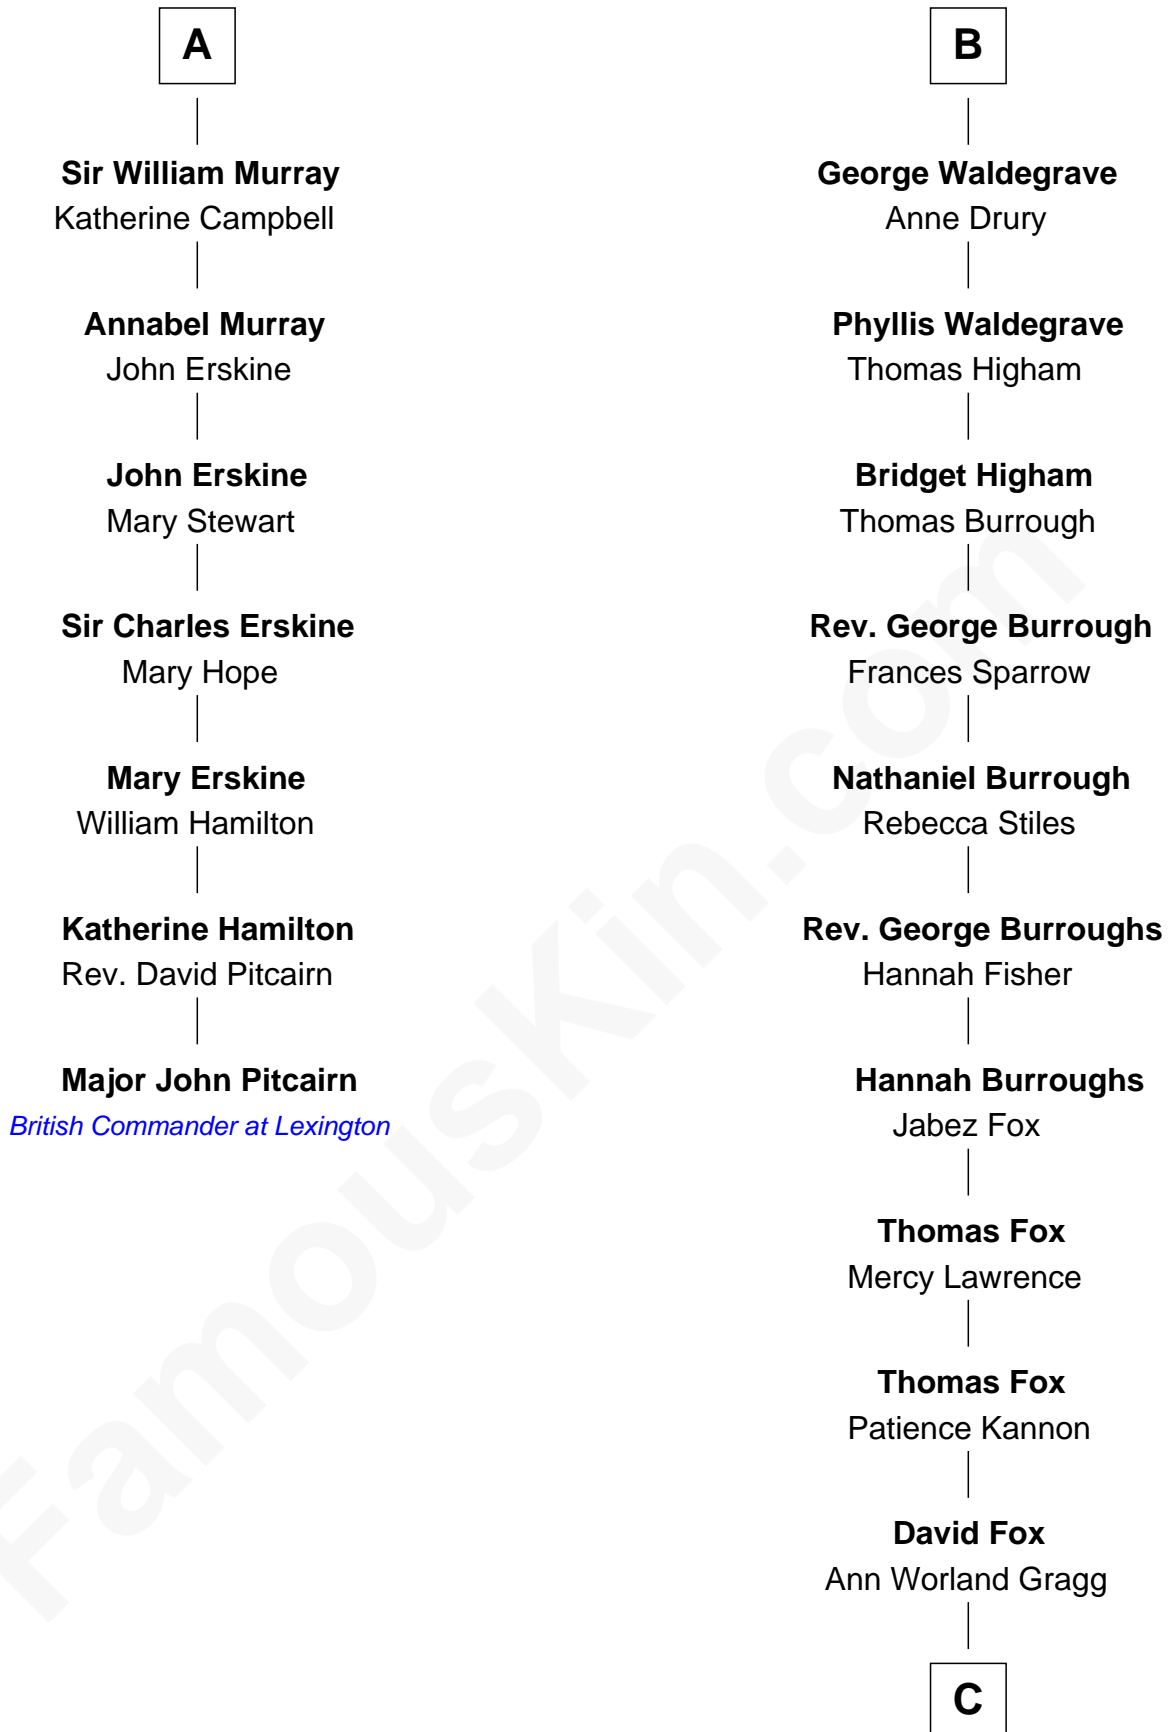 A
Sir William Murray
Katherine Campbell
Annabel Murray
John Erskine
John Erskine
Mary Stewart
Sir Charles Erskine
Mary Hope
Mary Erskine
William Hamilton
Katherine Hamilton
Rev. David Pitcairn
Major John Pitcairn
British Commander at Lexington
B
George Waldegrave
Anne Drury
Phyllis Waldegrave
Thomas Higham
Bridget Higham
Thomas Burrough
Rev. George Burrough
Frances Sparrow
Nathaniel Burrough
Rebecca Stiles
Rev. George Burroughs
Hannah Fisher
Hannah Burroughs
Jabez Fox
Thomas Fox
Mercy Lawrence
Thomas Fox
Patience Kannon
David Fox
Ann Worland Gragg
C
FamousKin.com